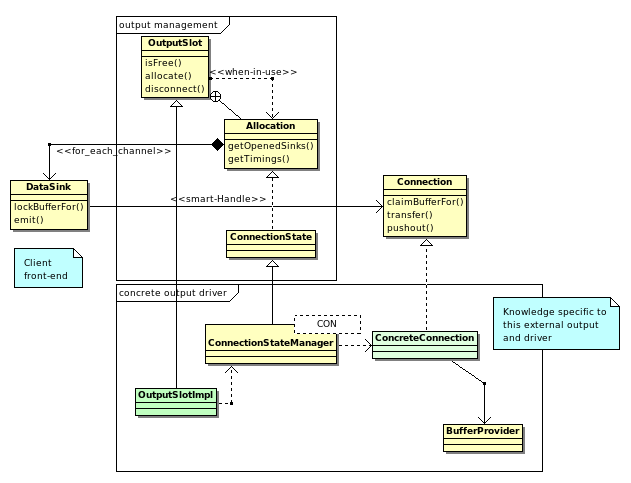 output management
OutputSlot
isFree()
allocate()
disconnect()
<<when-in-use>>
Allocation
getOpenedSinks()
getTimings()
<<for_each_channel>>
DataSink
lockBufferFor()
emit()
<<smart-Handle>>
Connection
claimBufferFor()
transfer()
pushout()
ConnectionState
Client
front-end
concrete output driver
CON
ConnectionStateManager
ConcreteConnection
Knowledge specific to
this external output
and driver
OutputSlotImpl
BufferProvider